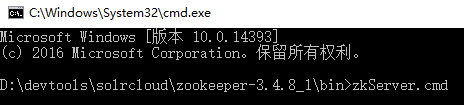 C:\Windows\System32\cmd.exe
Microsoft Windows [版本 10.0.14393]
(c) 2016 Microsoft Corporation。保留所有权利。
D:\devtools\solrcloud\zookeeper-3.4.8_1\bin>zkServer.cmd